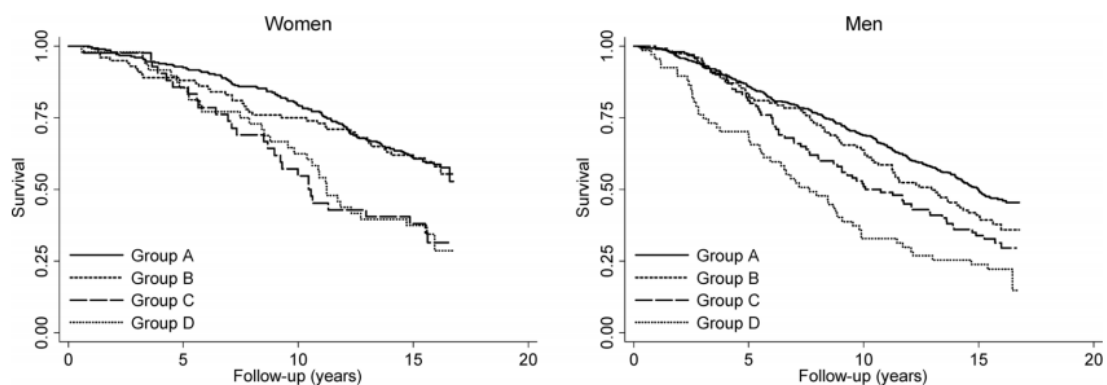 Women
Survival
1.00
0.75
0.50
0.25
0.00
Group A
Group B
Group C
Group D
0 5 10 15 20
Follow-up (years)
Men
Survival
1.00
0.75
0.50
0.25
0.00
Group A
Group B
Group C
Group D
0 5 10 15 20
Follow-up (years)